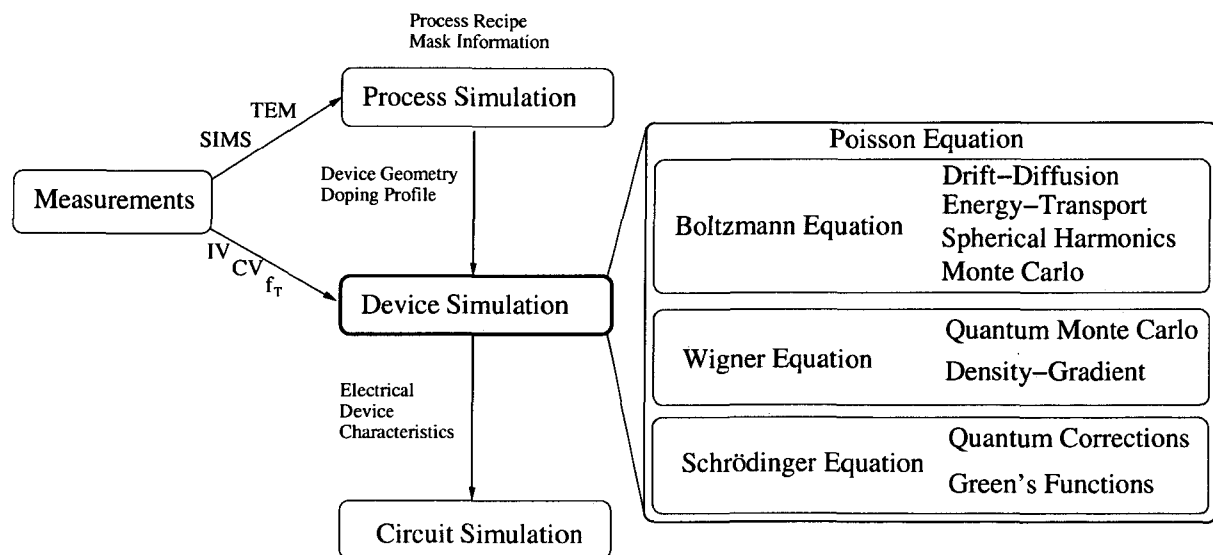 Process Recipe
Mask Information
Process Simulation
TEM
SIMS
Measurements
IV
CV
fT
Device Geometry
Doping Profile
Device Simulation
Electrical
Device
Characteristics
Circuit Simulation
Poisson Equation
Boltzmann Equation
Drift–Diffusion
Energy–Transport
Spherical Harmonics
Monte Carlo
Wigner Equation
Quantum Monte Carlo
Density–Gradient
Schrödinger Equation
Quantum Corrections
Green's Functions